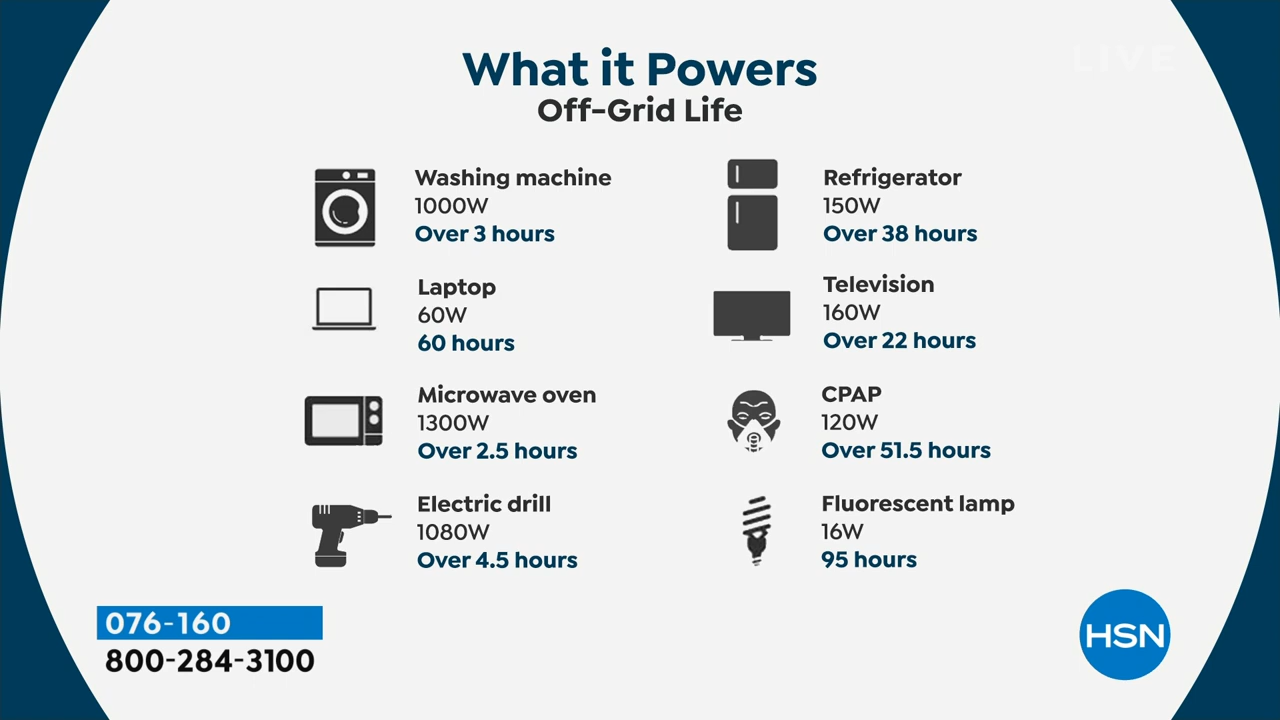 LIVE
What it Powers
Off-Grid Life
Washing machine
1000W
Over 3 hours
Refrigerator
150W
Over 38 hours
Laptop
60W
60 hours
Television
160W
Over 22 hours
Microwave oven
1300W
Over 2.5 hours
CPAP
120W
Over 51.5 hours
Electric drill
1080W
Over 4.5 hours
Fluorescent lamp
16W
95 hours
076-160
800-284-3100
HSN